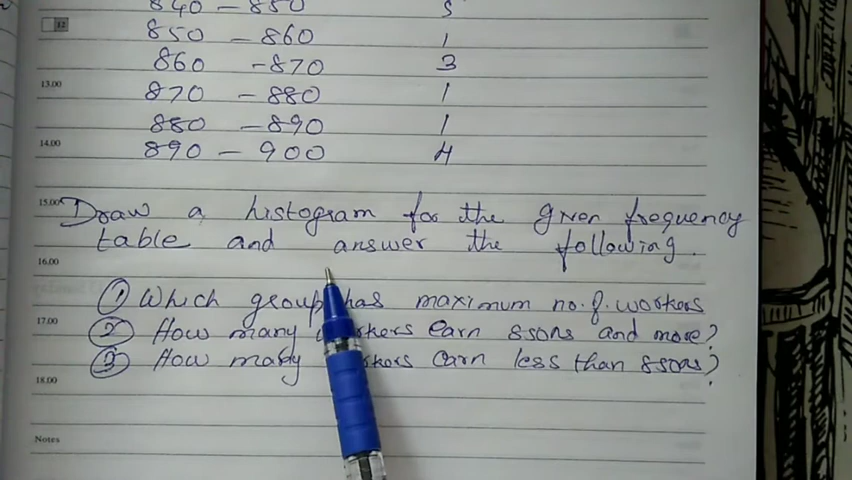 840 - 850 5
12
850 - 860 1
860 - 870 3
13.00
870 - 880 1
880 - 890 1
14.00
890 - 900 4
15.00
Draw a histogram for the given frequency
table and answer the following.
16.00
① Which group has maximum no. of workers
17.00
② How many workers earn 850rs and more?
③ How many workers earn less than 850rs?
18.00
Notes